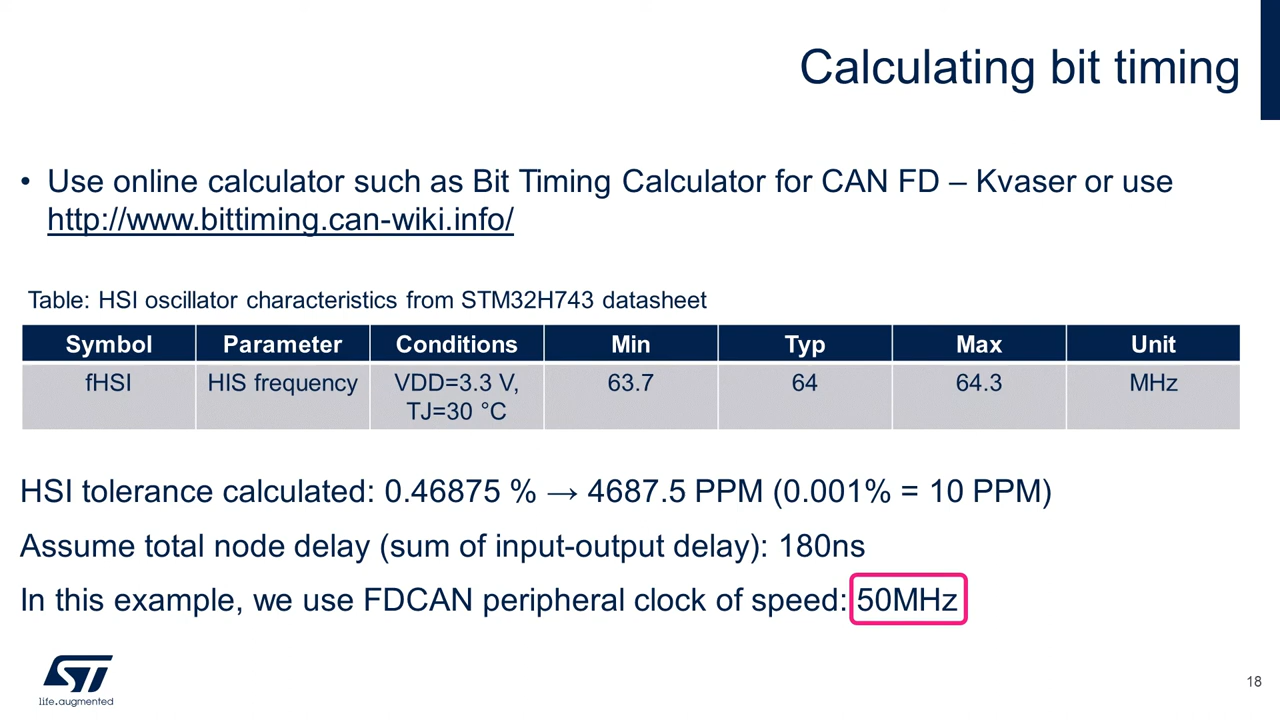 Calculating bit timing
• Use online calculator such as Bit Timing Calculator for CAN FD – Kvaser or use
http://www.bittiming.can-wiki.info/
Table: HSI oscillator characteristics from STM32H743 datasheet
Symbol Parameter Conditions Min Typ Max Unit
fHSI HIS frequency VDD=3.3 V, 63.7 64 64.3 MHz
TJ=30 °C
HSI tolerance calculated: 0.46875 % → 4687.5 PPM (0.001% = 10 PPM)
Assume total node delay (sum of input-output delay): 180ns
In this example, we use FDCAN peripheral clock of speed: 50MHz
ST
life.augmented
18